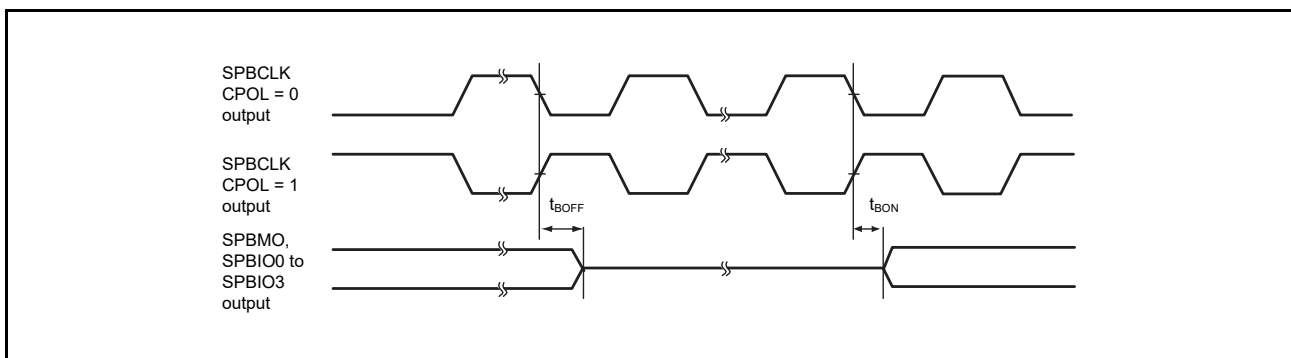 SPBCLK
CPOL = 0
output
SPBCLK
CPOL = 1
output
tBOFF
tBON
SPBMO,
SPBIO0 to
SPBIO3
output